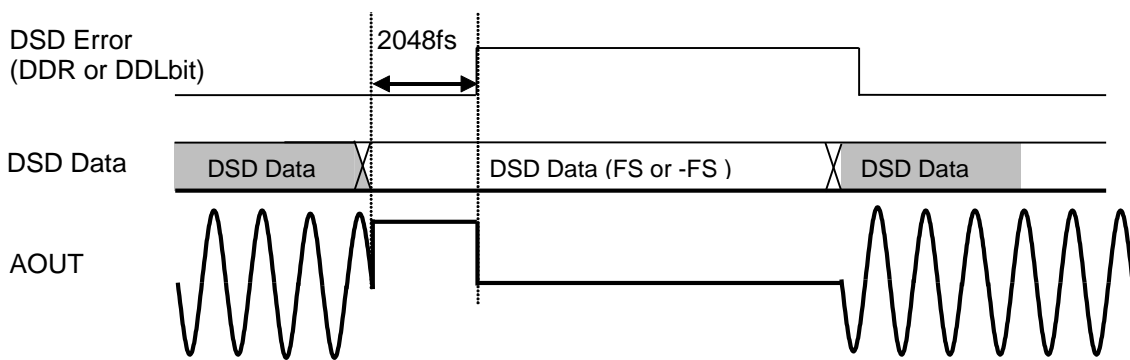 DSD Error
(DDR or DDLbit)
2048fs
DSD Data
DSD Data
DSD Data (FS or -FS )
DSD Data
AOUT